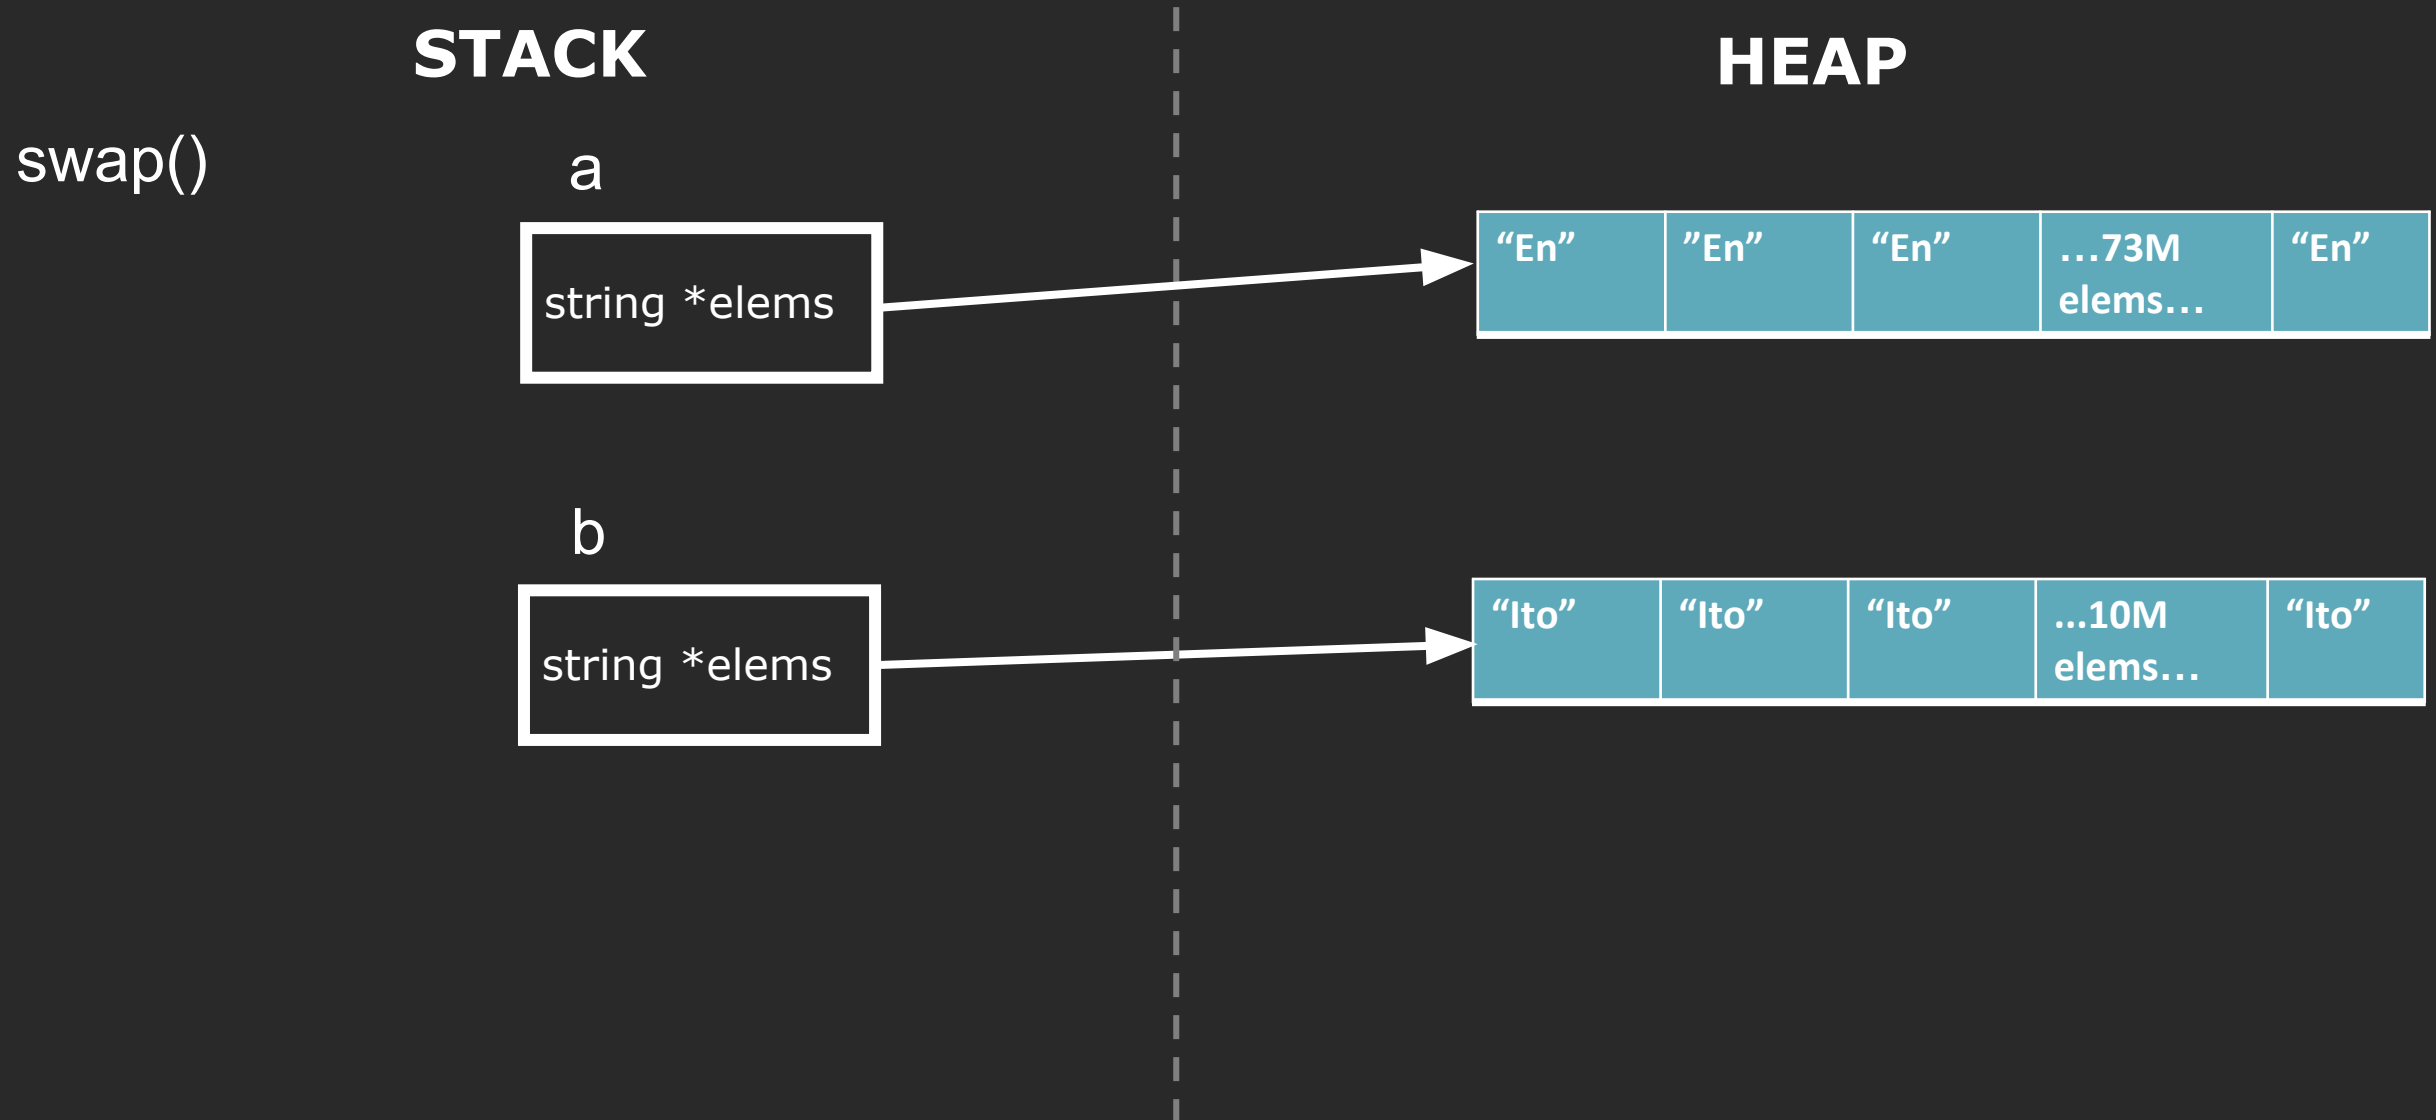 STACK
HEAP
swap()
a
string *elems
“En” ”En” “En” …73M “En”
elems…
b
string *elems
“Ito” “Ito” “Ito” …10M “Ito”
elems…